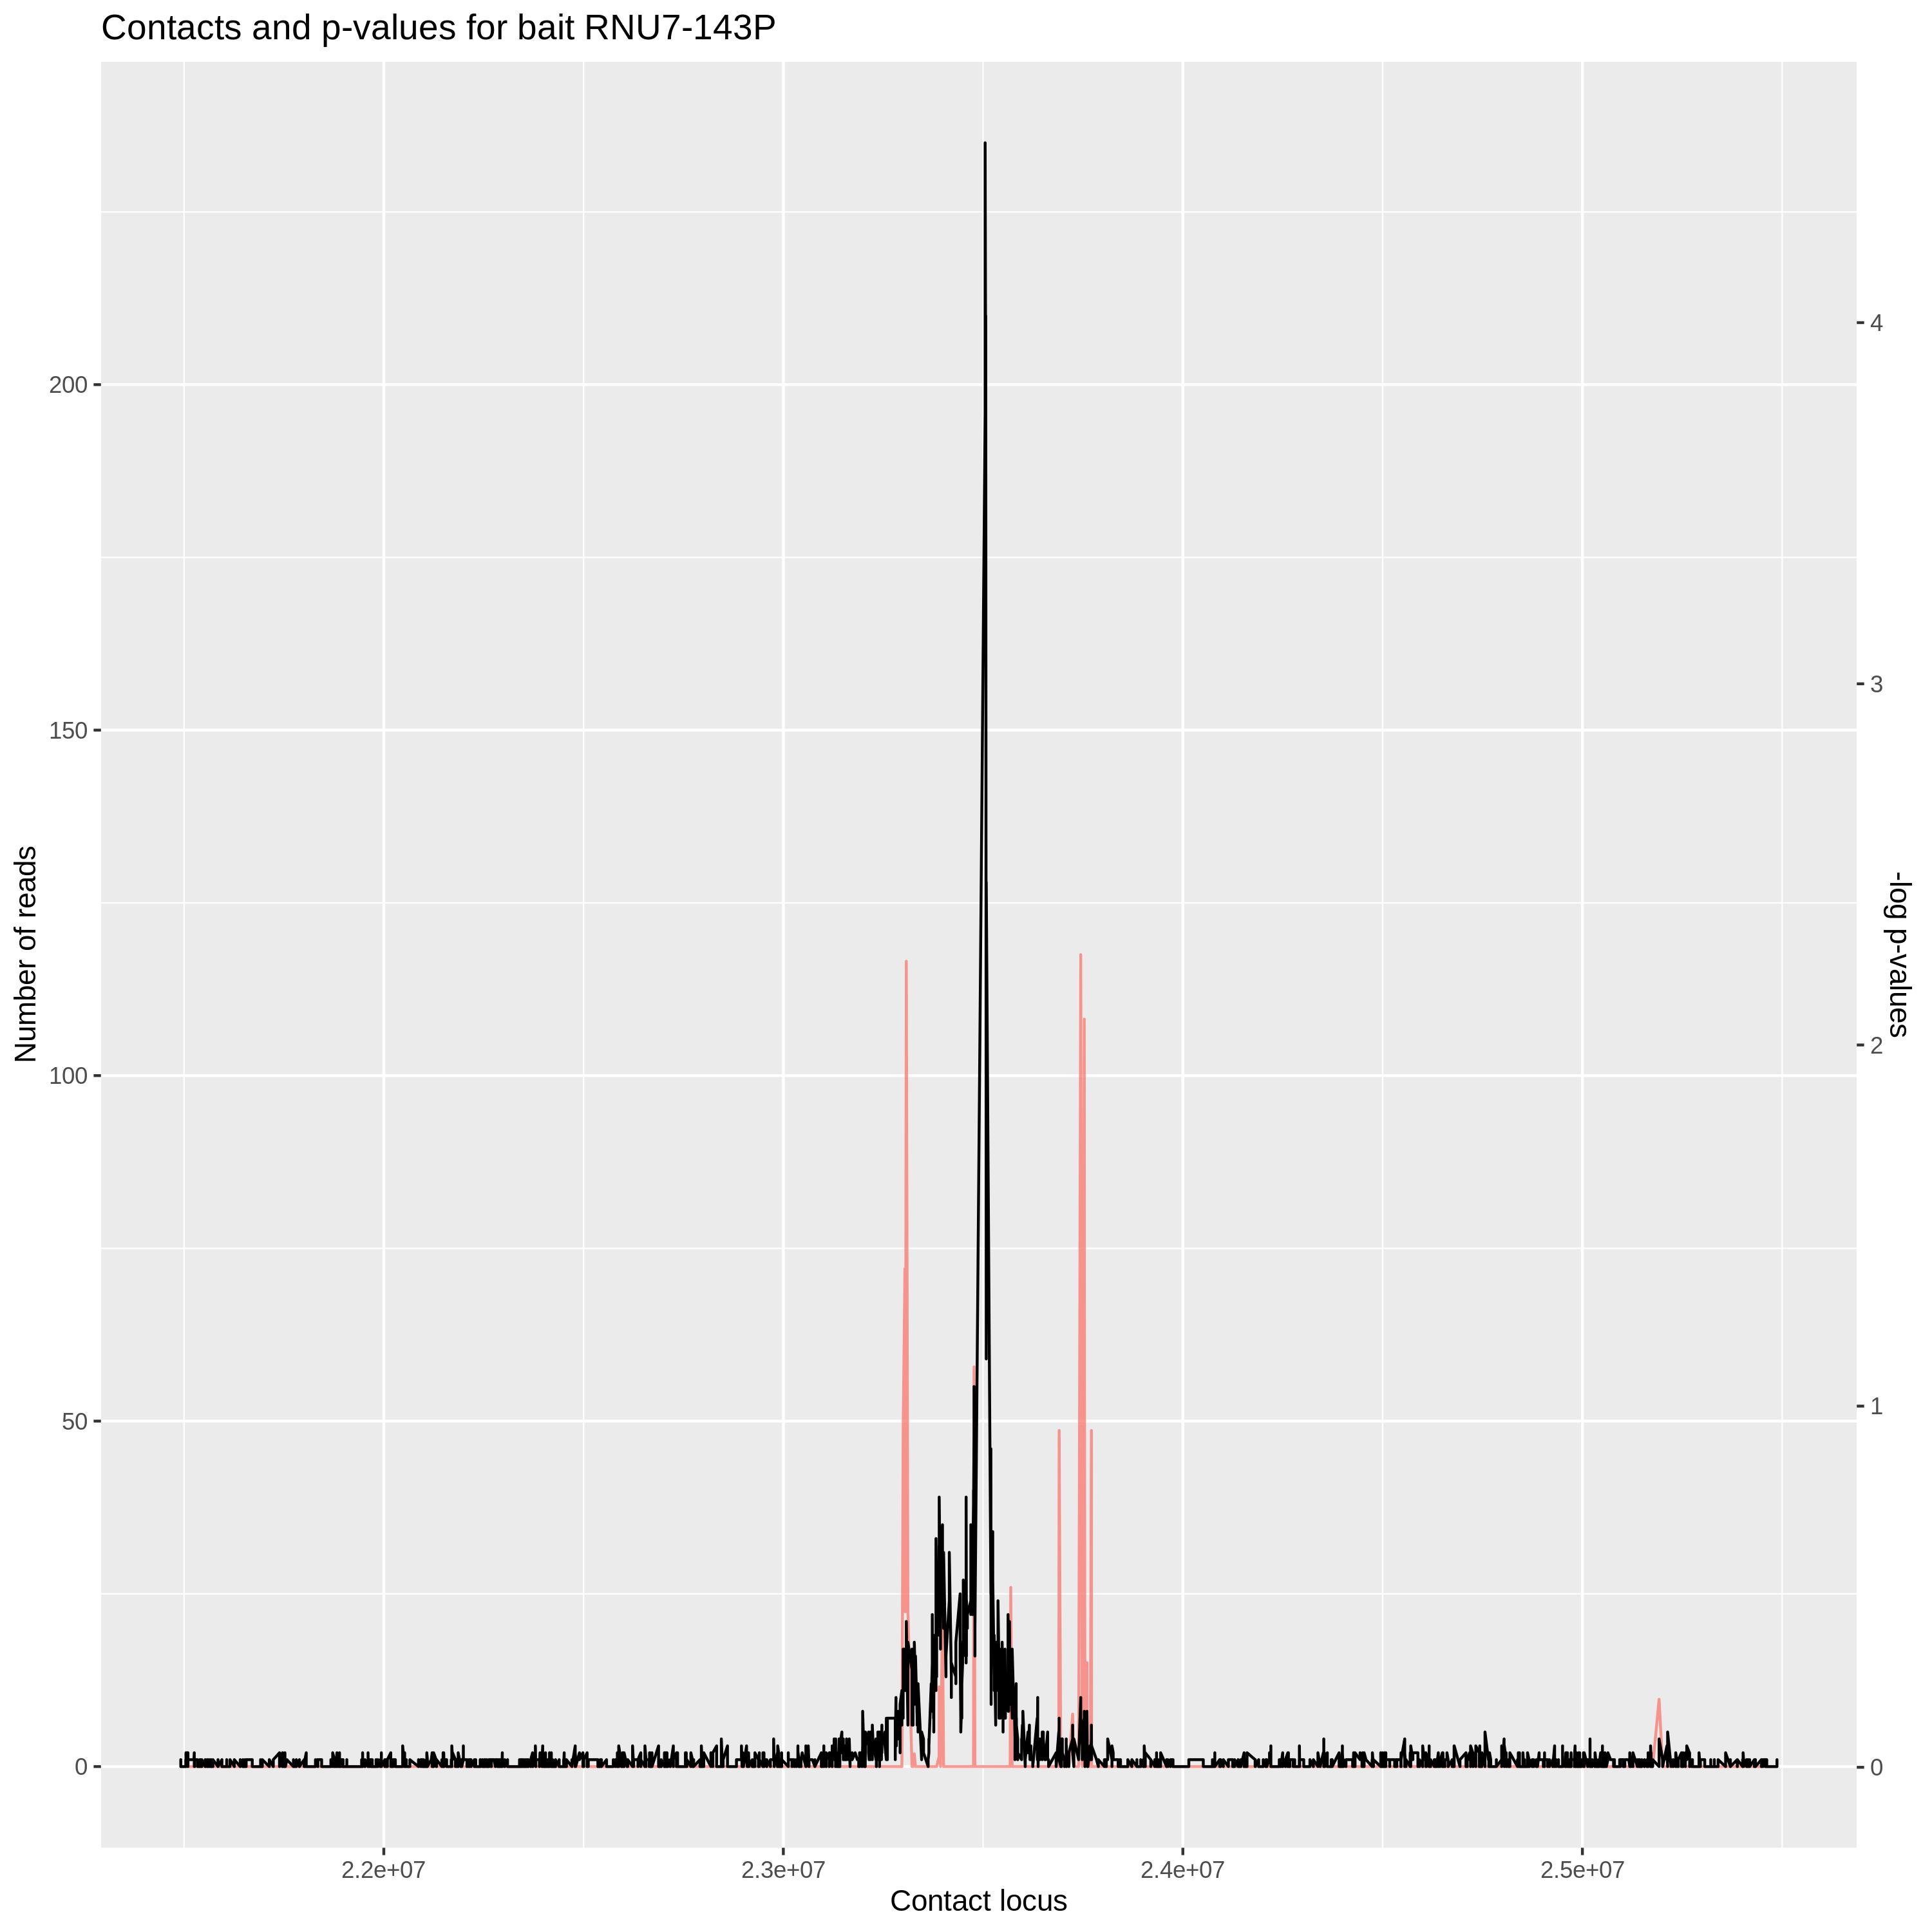 Contacts and p-values for bait RNU7-143P
Number of reads
200
150
100
50
0
4
3
2
1
0
-log p-values
2.2e+07
2.3e+07
2.4e+07
2.5e+07
Contact locus